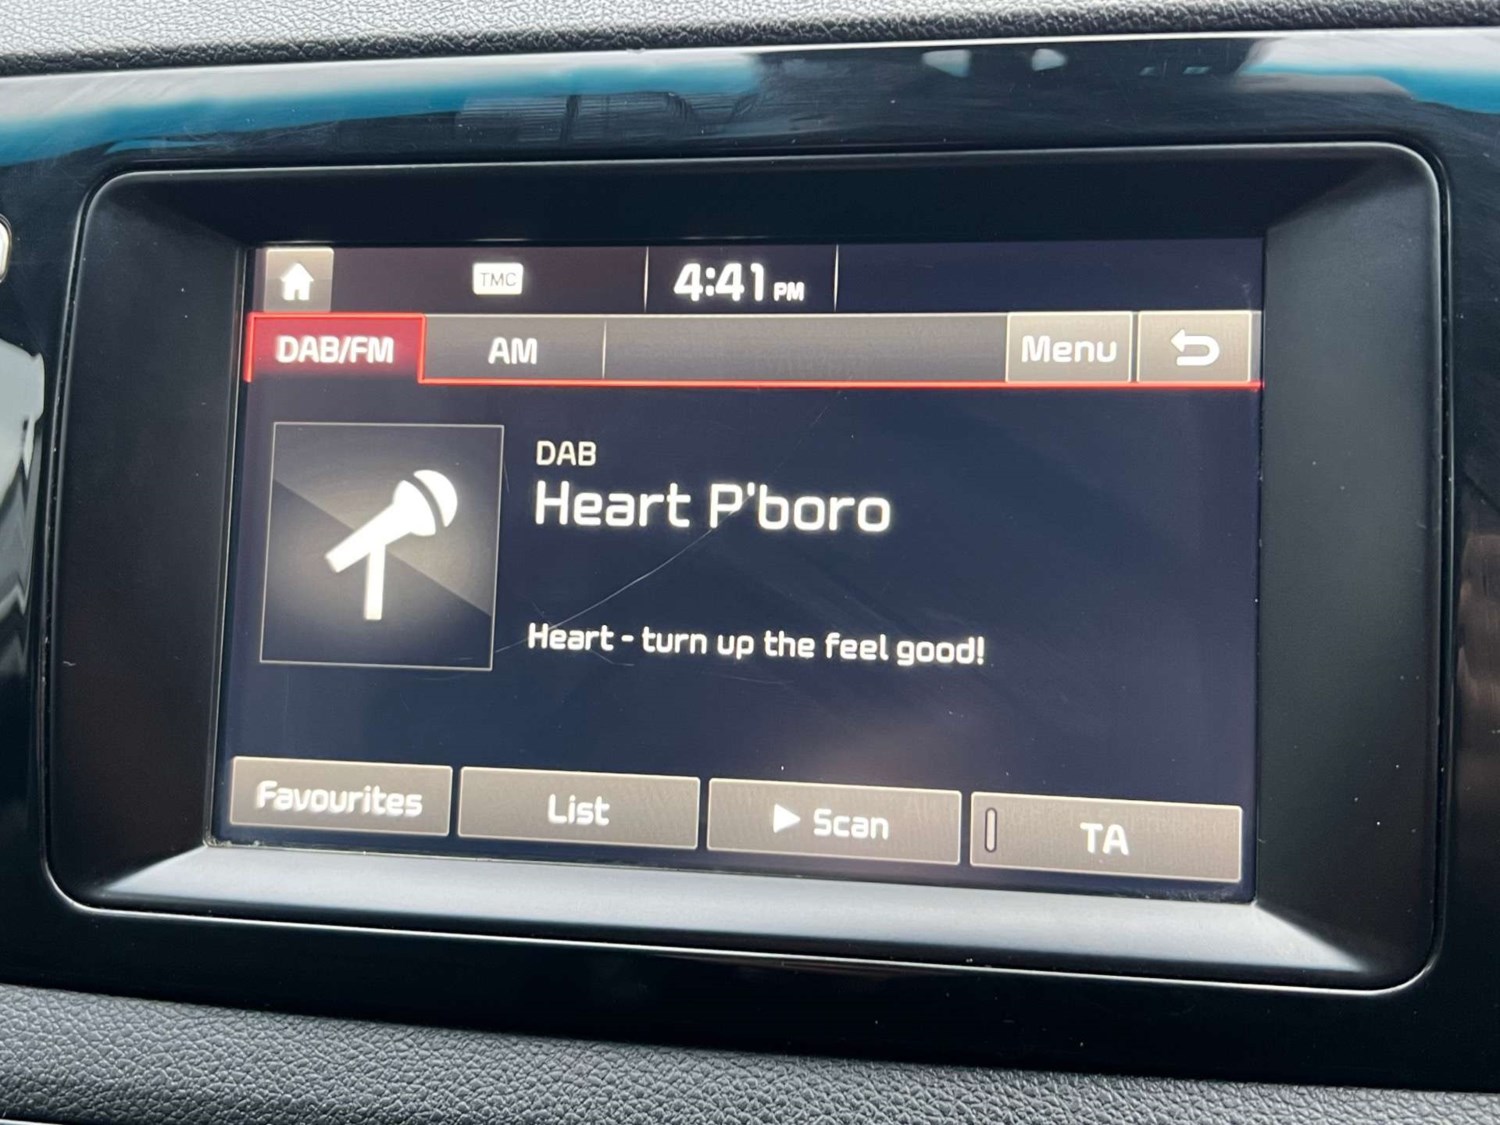 TMC
4:41 PM
DAB/FM AM Menu
DAB
Heart P'boro
Heart - turn up the feel good!
Favourites List Scan TA